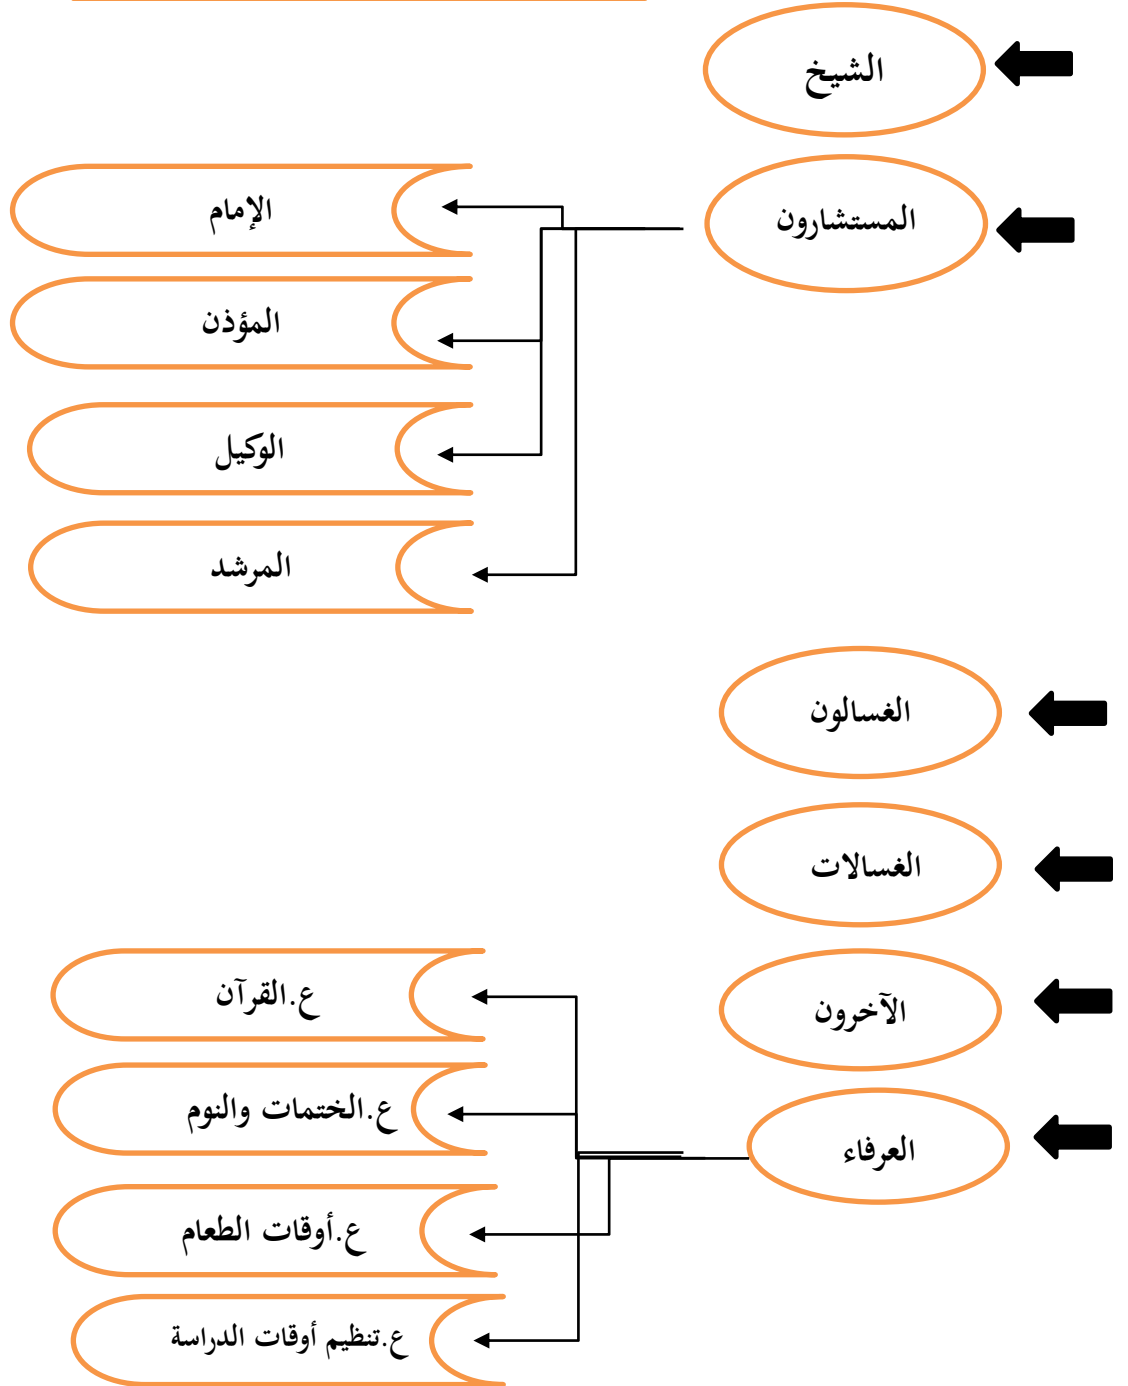 الشيخ
المستشارون
الإمام
المؤذن
الوكيل
المرشد
الغسالون
الغسالات
الآخرون
العرفاء
ع.القرآن
ع.الختمات والنوم
ع.أوقات الطعام
ع.تنظيم أوقات الدراسة